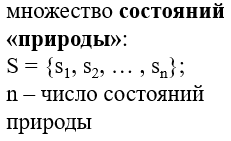 множество состояний
«природы»:
S = {s₁, s₂, … , sₙ};
n – число состояний
природы